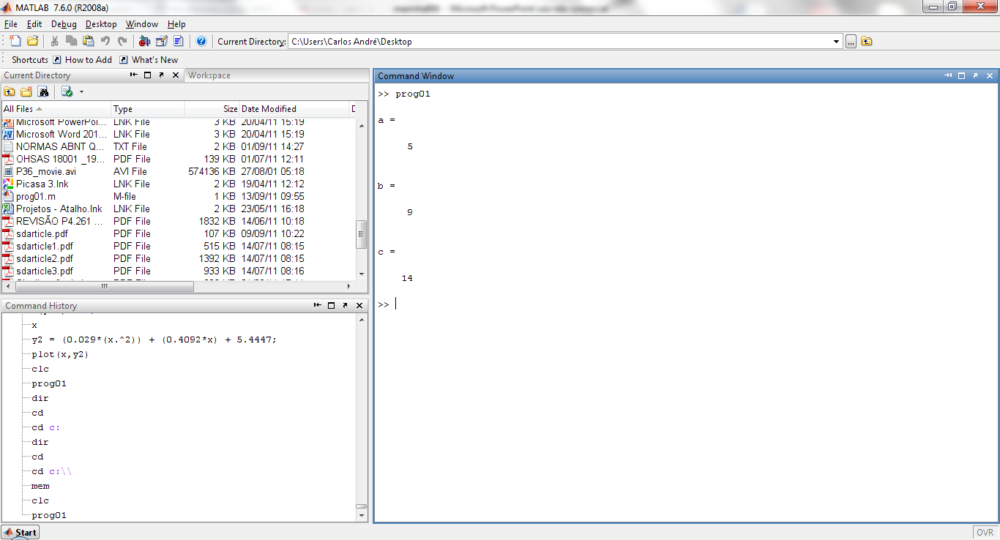 MATLAB 7.6.0 (R2008a)
File Edit Debug Desktop Window Help
Current Directory: C:\Users\Carlos André\Desktop
Shortcuts How to Add What's New
Current Directory Workspace
All Files Type Size Date Modified D
Microsoft PowerPoi... LNK File 3 KB 20/04/11 15:19
Microsoft Word 201... LNK File 3 KB 20/04/11 15:19
NORMAS ABNT Q... TXT File 2 KB 01/09/11 14:27
OHSAS 18001 _19... PDF File 139 KB 01/07/11 12:11
P36_movie.avi AVI File 574136 KB 27/08/01 05:18
Picasa 3.lnk LNK File 2 KB 19/04/11 12:12
prog01.m M-file 1 KB 13/09/11 09:55
Projetos - Atalho.lnk LNK File 2 KB 23/05/11 16:18
REVISÃO P4.261 ... PDF File 1832 KB 14/06/11 10:18
sdarticle.pdf PDF File 107 KB 09/09/11 10:22
sdarticle1.pdf PDF File 515 KB 14/07/11 08:15
sdarticle2.pdf PDF File 1392 KB 14/07/11 08:15
sdarticle3.pdf PDF File 933 KB 14/07/11 08:16
Command History
x
y2 = (0.029*(x.^2)) + (0.4092*x) + 5.4447;
plot(x,y2)
clc
prog01
dir
cd
cd c:
dir
cd
cd c:\\
mem
clc
prog01
Command Window
>> prog01
a =
5
b =
9
c =
14
>>
Start
OVR